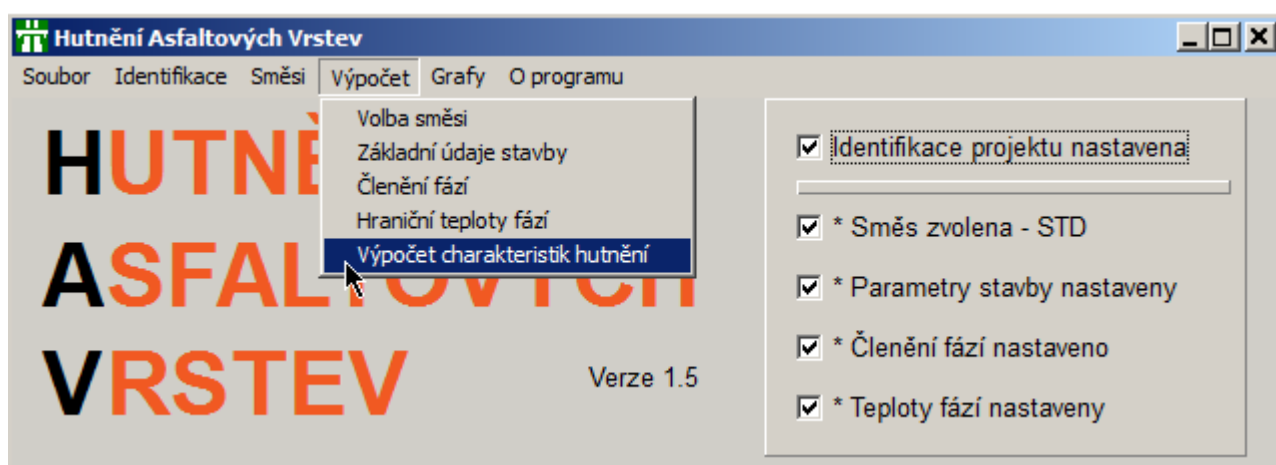 Hutnění Asfaltových Vrstev
Soubor Identifikace Směsi Výpočet Grafy O programu
Volba směsi
Základní údaje stavby
Členění fází
Hraniční teploty fází
Výpočet charakteristik hutnění
HUTNĚ
ASFALTOVÝCH
VRSTEV
Verze 1.5
Identifikace projektu nastavena
* Směs zvolena - STD
* Parametry stavby nastaveny
* Členění fází nastaveno
* Teploty fází nastaveny